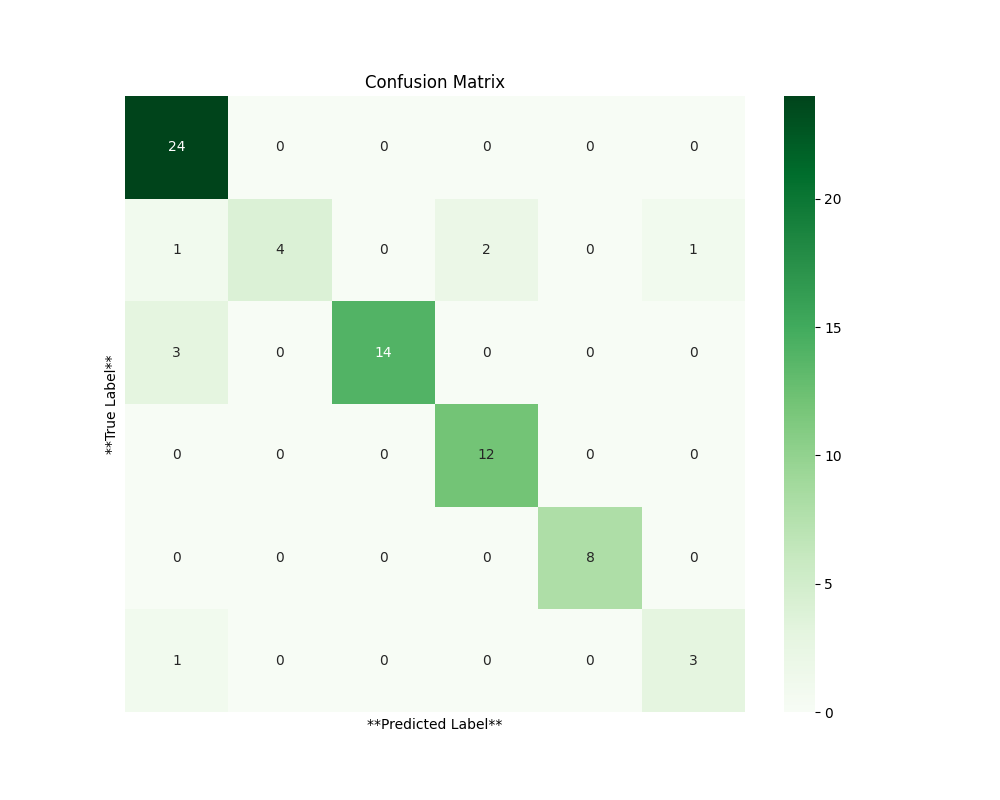 Confusion Matrix
24 0 0 0 0 0
1 4 0 2 0 1
3 0 14 0 0 0
0 0 0 12 0 0
0 0 0 0 8 0
1 0 0 0 0 3
**True Label**
**Predicted Label**
20
15
10
5
0